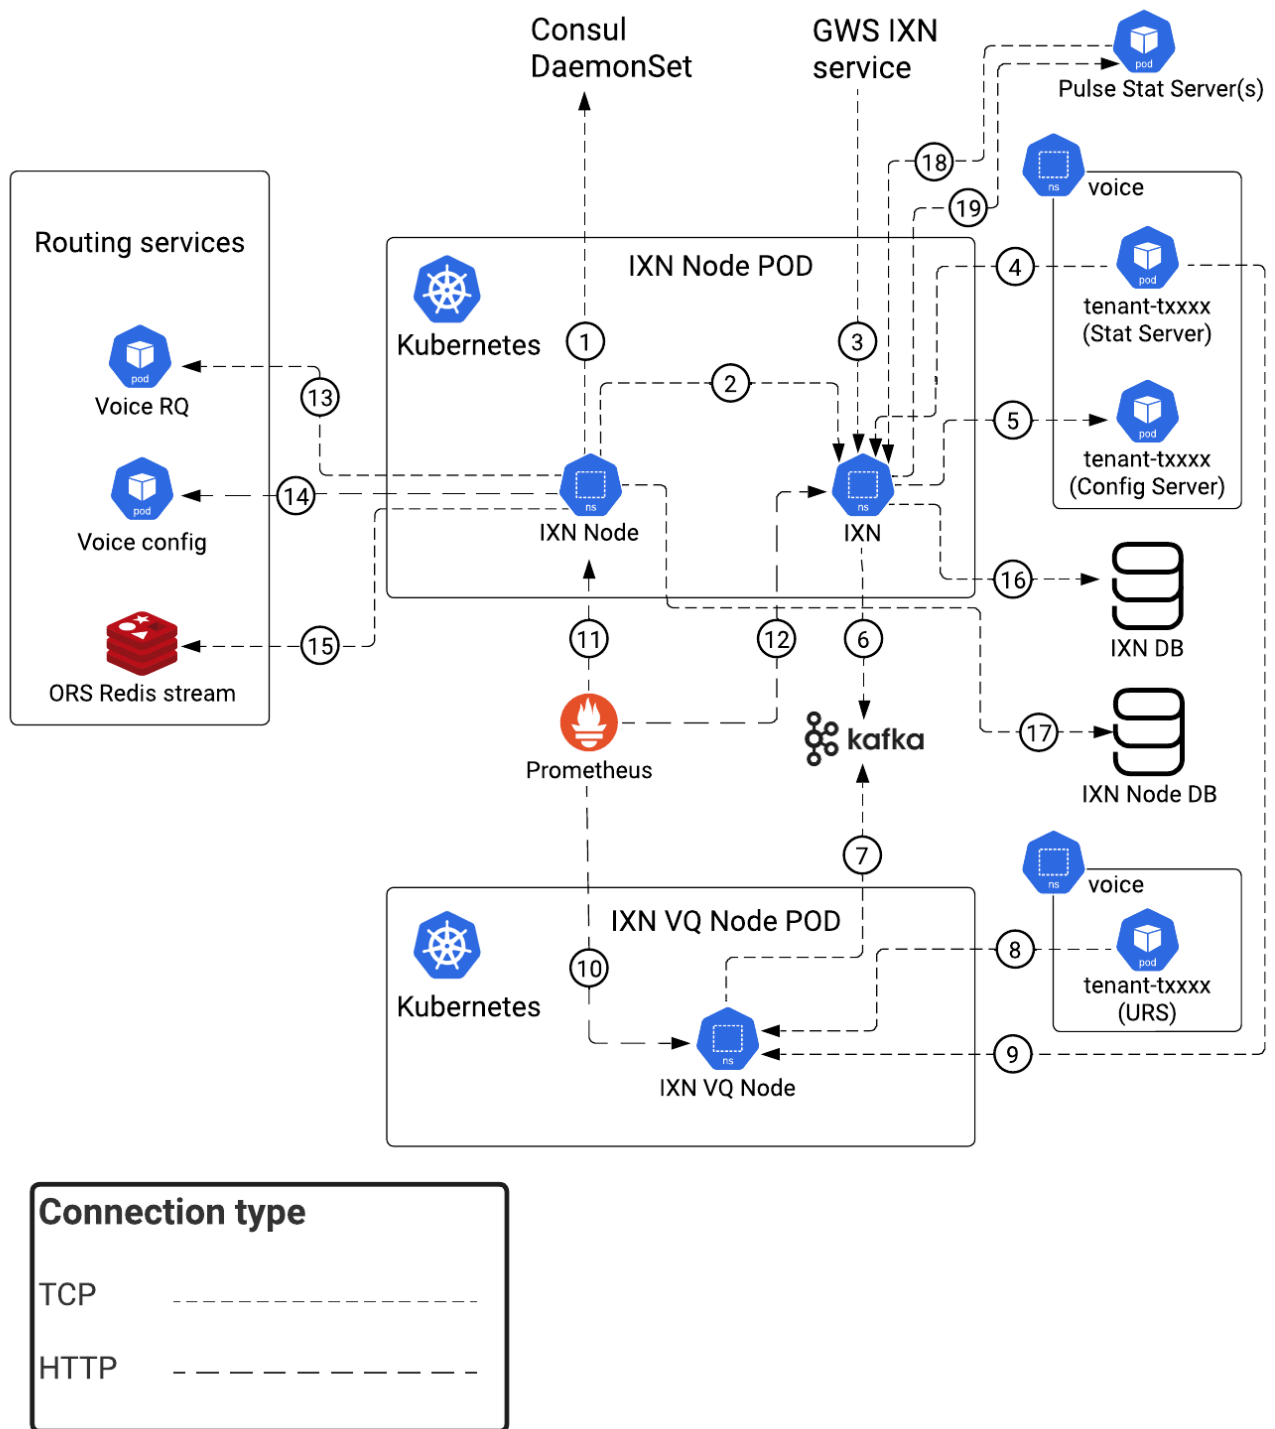 Consul
DaemonSet
GWS IXN
service
pod
Pulse Stat Server(s)
18
ns
voice
19
Routing services
IXN Node POD
4
pod
tenant-txxxx
(Stat Server)
Kubernetes
1
3
2
pod
Voice RQ
13
5
pod
tenant-txxxx
(Config Server)
14
pod
Voice config
ns
IXN Node
12
ns
IXN
16
IXN DB
15
ORS Redis stream
11
6
Prometheus
kafka
17
IXN Node DB
7
ns
voice
IXN VQ Node POD
Kubernetes
10
8
pod
tenant-txxxx
(URS)
9
ns
IXN VQ Node
Connection type
TCP
HTTP